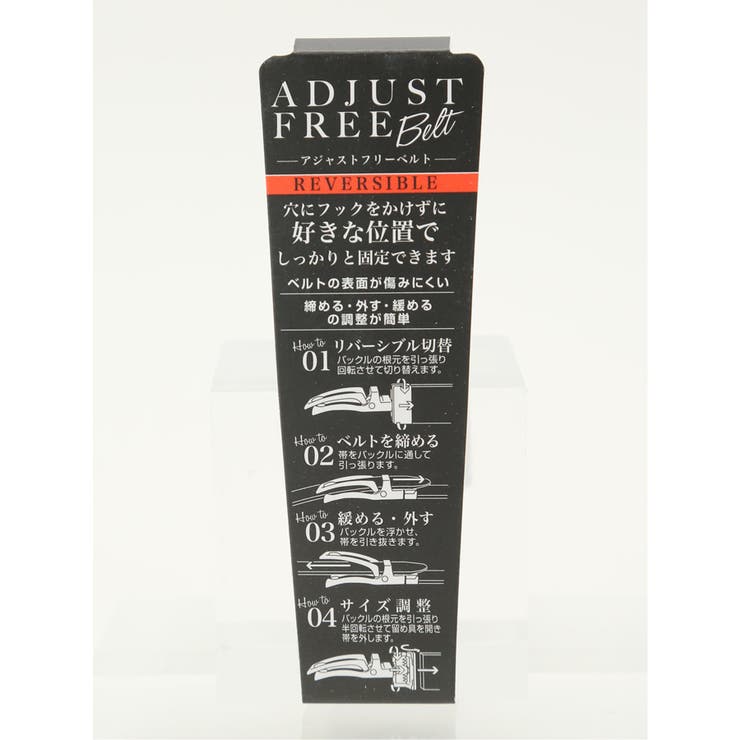 ADJUST
FREE Belt
アジャストフリーベルト
REVERSIBLE
穴にフックをかけずに
好きな位置で
しっかりと固定できます
ベルトの表面が傷みにくい
締める・外す・緩める
の調整が簡単
How to
01 リバーシブル切替
バックルの根元を引っ張り
回転させて切り替えます。
How to
02 ベルトを締める
帯をバックルに通して
引っ張ります。
How to
03 緩める・外す
バックルを浮かせ、
帯を引き抜きます。
How to
04 サイズ調整
バックルの根元を引っ張り
半回転させて留め具を開き
帯を外します。